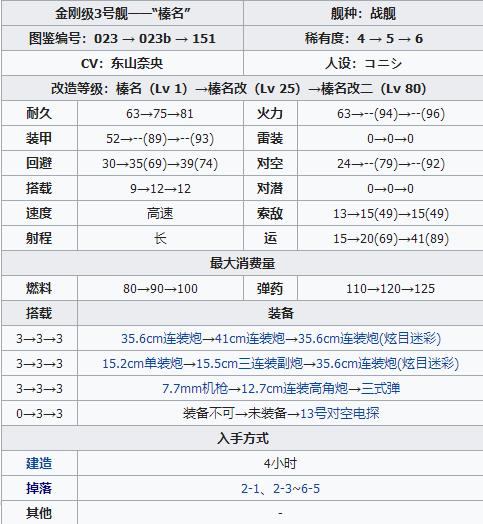 金刚级3号舰——“榛名” 舰种：战舰
图鉴编号：023 → 023b → 151 稀有度：4 → 5 → 6
CV：东山奈央 人设：コニシ
改造等级：榛名（Lv 1）→榛名改（Lv 25）→榛名改二（Lv 80）
耐久 63→75→81 火力 63→--(94)→--(96)
装甲 52→--(89)→--(93) 雷装 0→0→0
回避 30→35(69)→39(74) 对空 24→--(79)→--(92)
搭载 9→12→12 对潜 0→0→0
速度 高速 索敌 13→15(49)→15(49)
射程 长 运 15→20(69)→41(89)
最大消费量
燃料 80→90→100 弹药 110→120→125
搭载 装备
3→3→3 35.6cm连装炮→41cm连装炮→35.6cm连装炮(炫目迷彩)
3→3→3 15.2cm单装炮→15.5cm三连装副炮→35.6cm连装炮(炫目迷彩)
3→3→3 7.7mm机枪→12.7cm连装高角炮→三式弹
0→3→3 装备不可→未装备→13号对空电探
入手方式
建造 4小时
掉落 2-1、2-3~6-5
其他 -